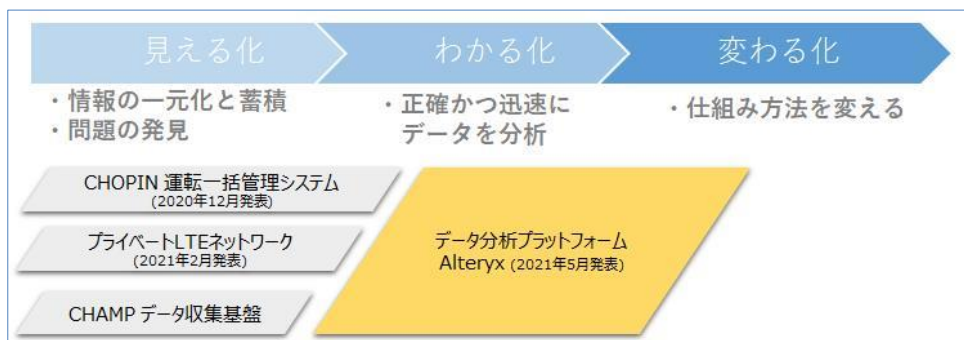 見える化
わかる化
変わる化
・情報の一元化と蓄積
・問題の発見
・正確かつ迅速に
データを分析
・仕組み方法を変える
CHOPIN 運転一括管理システム
(2020年12月発表)
プライベートLTEネットワーク
(2021年2月発表)
CHAMP データ収集基盤
データ分析プラットフォーム
Alteryx (2021年5月発表)